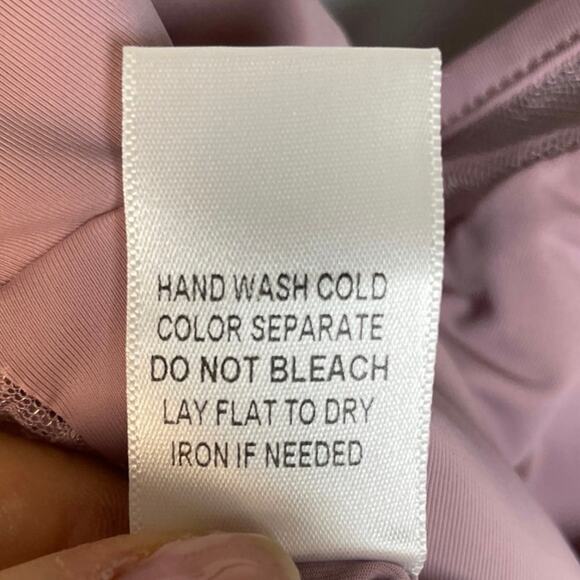 HAND WASH COLD
COLOR SEPARATE
DO NOT BLEACH
LAY FLAT TO DRY
IRON IF NEEDED